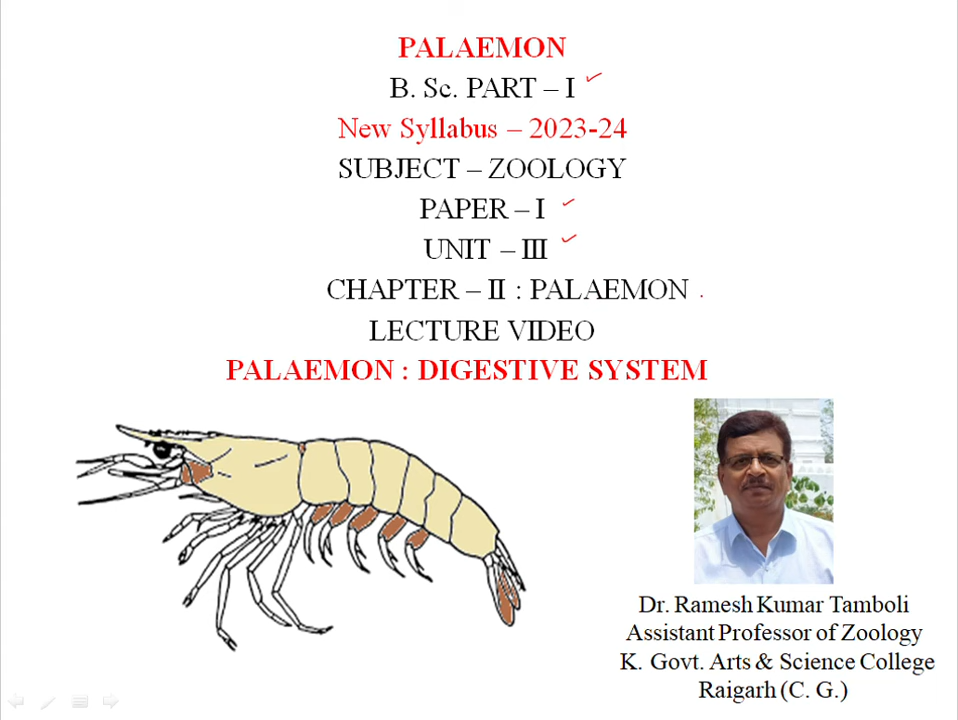 PALAEMON
B. Sc. PART – I
New Syllabus – 2023-24
SUBJECT – ZOOLOGY
PAPER – I
UNIT – III
CHAPTER – II : PALAEMON
LECTURE VIDEO
PALAEMON : DIGESTIVE SYSTEM
Dr. Ramesh Kumar Tamboli
Assistant Professor of Zoology
K. Govt. Arts & Science College
Raigarh (C. G.)